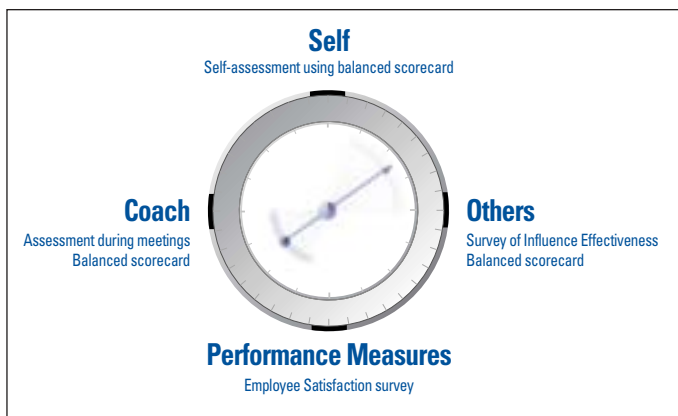 Self
Self-assessment using balanced scorecard
Coach
Assessment during meetings
Balanced scorecard
Others
Survey of Influence Effectiveness
Balanced scorecard
Performance Measures
Employee Satisfaction survey